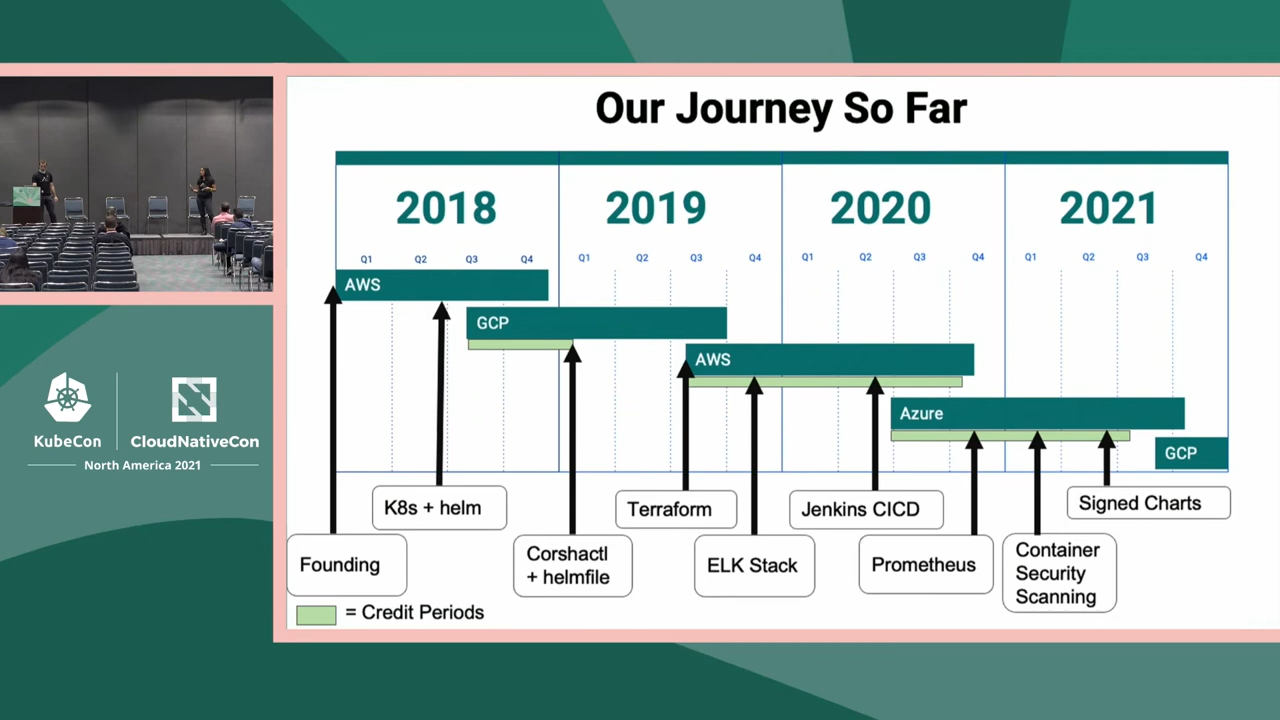 Our Journey So Far
2018 2019 2020 2021
Q1 Q2 Q3 Q4 Q1 Q2 Q3 Q4 Q1 Q2 Q3 Q4 Q1 Q2 Q3 Q4
AWS
GCP
AWS
Azure
GCP
K8s + helm
Terraform
Jenkins CICD
Signed Charts
Founding
Corshactl
+ helmfile
ELK Stack
Prometheus
Container
Security
Scanning
= Credit Periods
KubeCon
CloudNativeCon
North America 2021